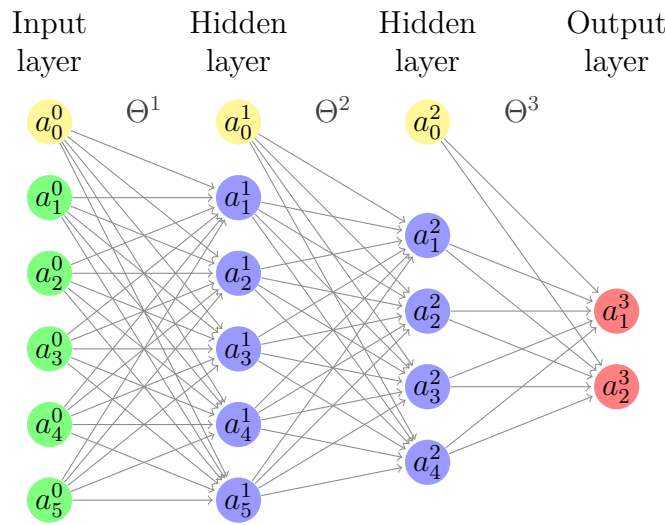 Input Hidden Hidden Output
layer layer layer layer
Θ¹ Θ² Θ³
a⁰₀ a¹₀ a²₀
a⁰₁ a¹₁
a²₁
a⁰₂ a¹₂
a²₂ a³₁
a⁰₃ a¹₃
a²₃ a³₂
a⁰₄ a¹₄
a²₄
a⁰₅ a¹₅